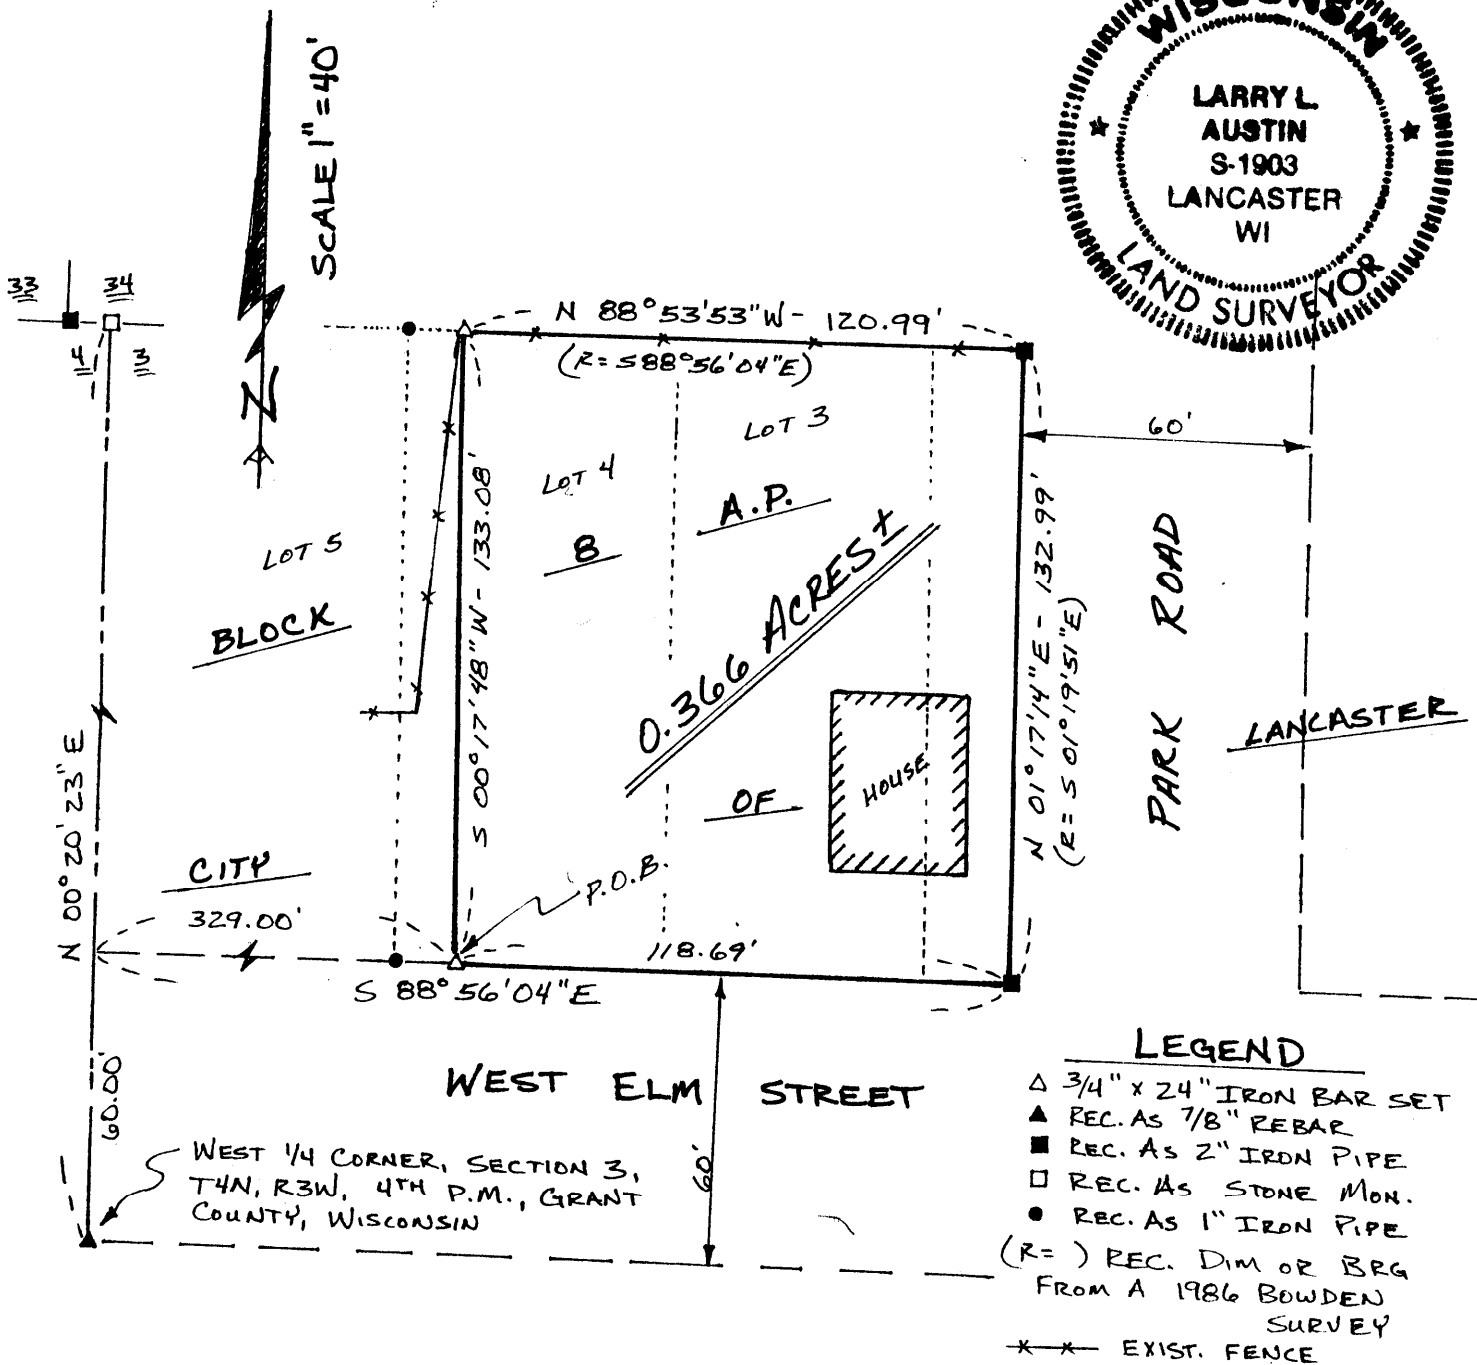 WISCONSIN
LARRY L.
AUSTIN
S-1903
LANCASTER
WI
LAND SURVEYOR
SCALE 1" = 40'
33
34
4
3
N
N 88°53'53"W - 120.99'
(R= S88°56'04"E)
LOT 3
LOT 4
LOT 5
60'
A.P.
8
BLOCK
S 00°17'48"W - 133.08'
0.366 ACRES ±
N 01°17'14"E - 132.99'
(R= S 01°19'51"E)
PARK ROAD
LANCASTER
HOUSE
OF
N 00°20'23"E
CITY
P.O.B.
329.00'
118.69'
S 88°56'04"E
WEST ELM STREET
60.00'
60'
WEST 1/4 CORNER, SECTION 3,
T4N, R3W, 4TH P.M., GRANT
COUNTY, WISCONSIN
LEGEND
△ 3/4" x 24" IRON BAR SET
▲ REC. AS 7/8" REBAR
■ REC. AS 2" IRON PIPE
□ REC. AS STONE MON.
● REC. AS 1" IRON PIPE
(R= ) REC. DIM OR BRG
FROM A 1986 BOWDEN
SURVEY
x x EXIST. FENCE